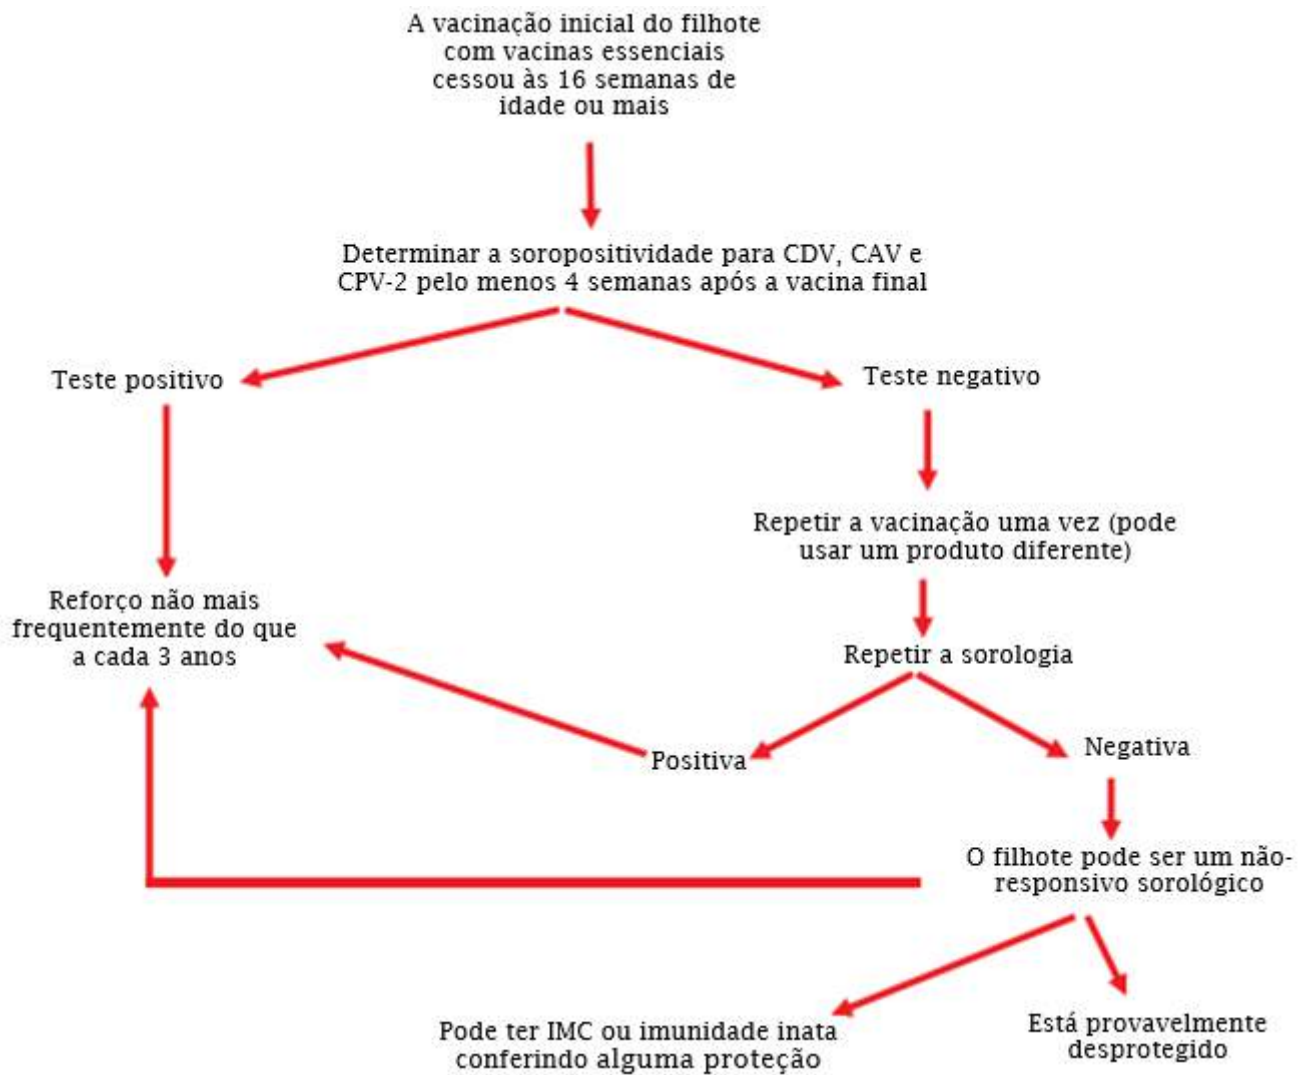 A vacinação inicial do filhote
com vacinas essenciais
cessou às 16 semanas de
idade ou mais
Determinar a soropositividade para CDV, CAV e
CPV-2 pelo menos 4 semanas após a vacina final
Teste positivo
Teste negativo
Repetir a vacinação uma vez (pode
usar um produto diferente)
Reforço não mais
frequentemente do que
a cada 3 anos
Repetir a sorologia
Positiva
Negativa
O filhote pode ser um não-
responsivo sorológico
Pode ter IMC ou imunidade inata
conferindo alguma proteção
Está provavelmente
desprotegido